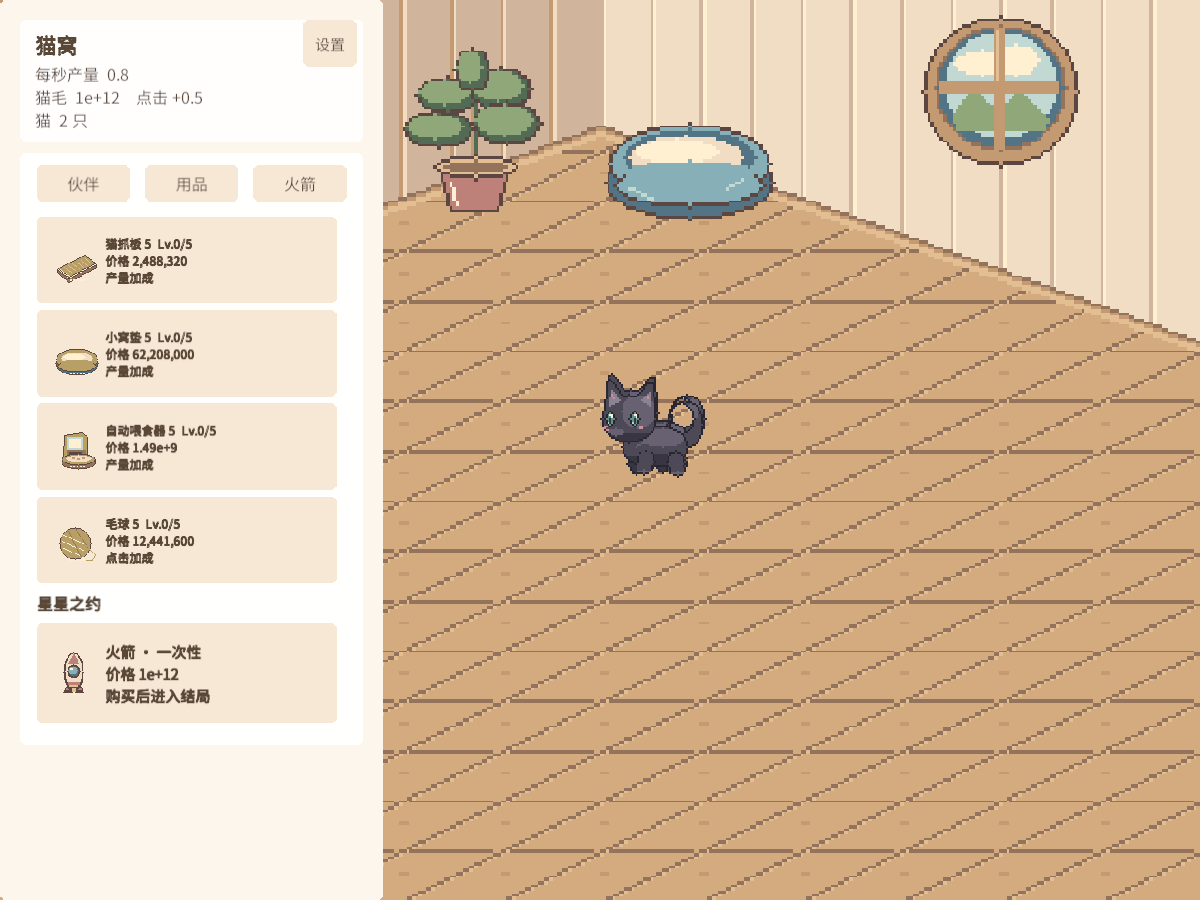 猫窝
设置
每秒产量 0.8
猫毛 1e+12 点击 +0.5
猫 2 只
伙伴 用品 火箭
猫抓板 5 Lv.0/5
价格 2,488,320
产量加成
小窝垫 5 Lv.0/5
价格 62,208,000
产量加成
自动喂食器 5 Lv.0/5
价格 1.49e+9
产量加成
毛球 5 Lv.0/5
价格 12,441,600
点击加成
星星之约
火箭 · 一次性
价格 1e+12
购买后进入结局